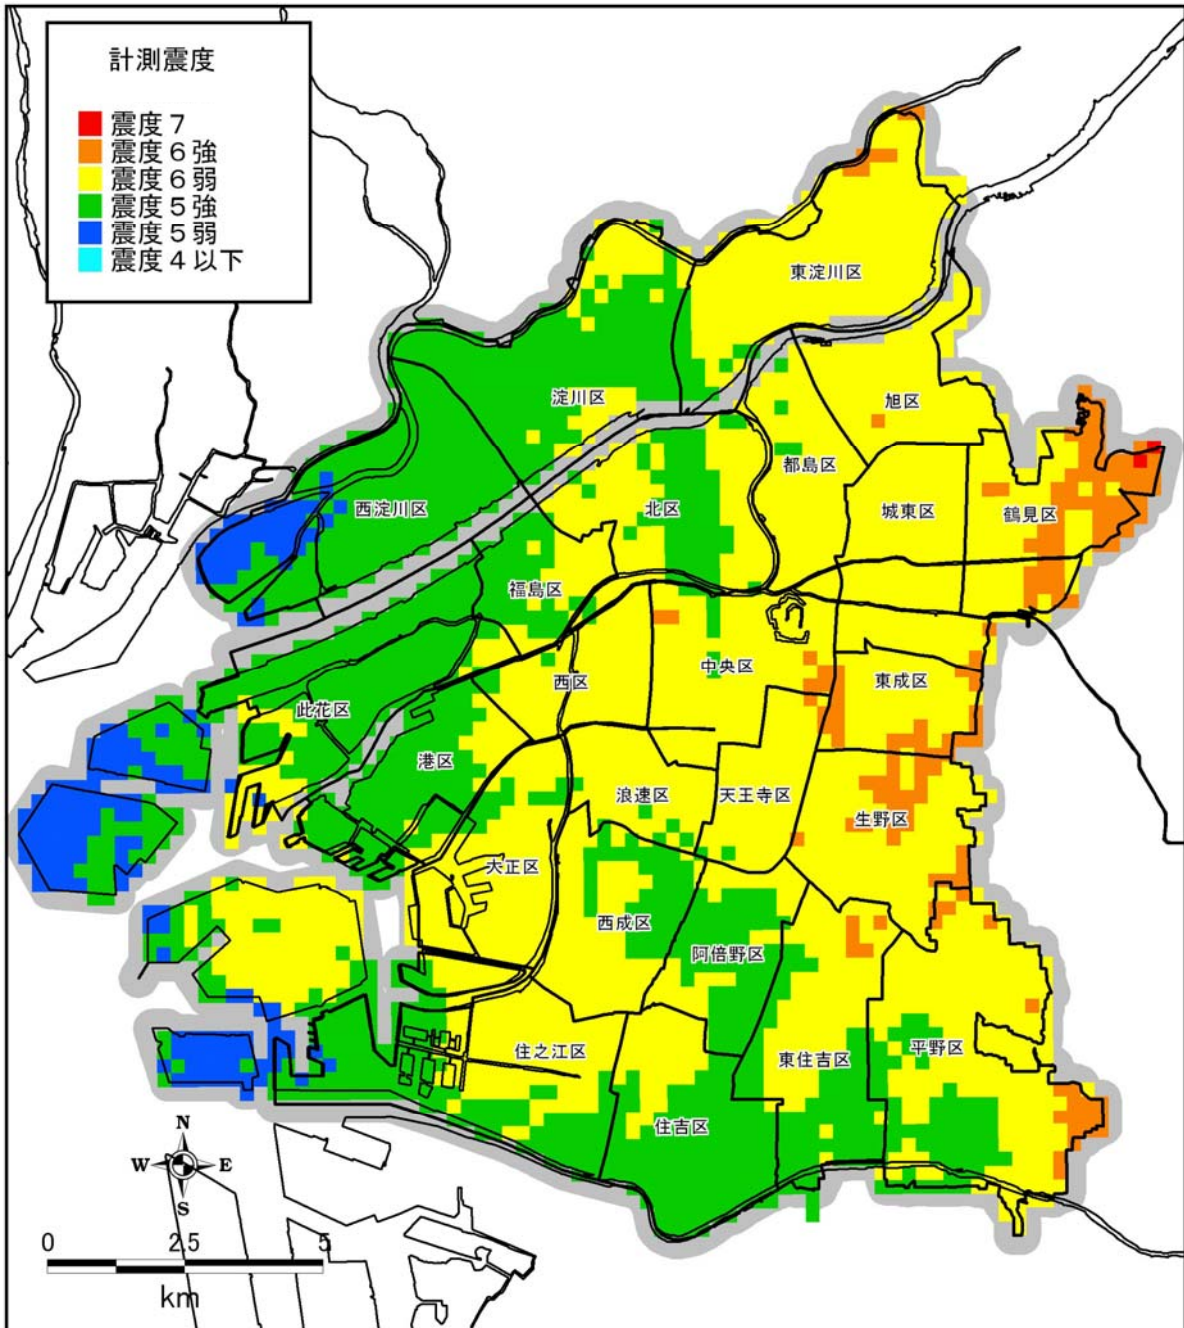 計測震度
震度７
震度６強
震度６弱
震度５強
震度５弱
震度４以下
東淀川区
淀川区
旭区
都島区
西淀川区
北区
城東区
鶴見区
福島区
中央区
西区
東成区
此花区
港区
浪速区
天王寺区
生野区
大正区
西成区
阿倍野区
住之江区
東住吉区
平野区
住吉区
N
W E
S
0 2.5 5
km